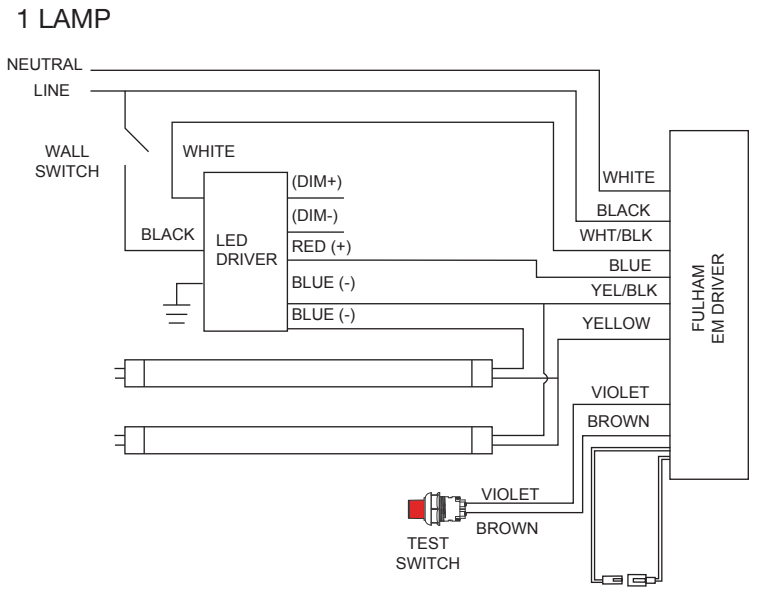 1 LAMP
NEUTRAL
LINE
WALL
SWITCH
WHITE
(DIM+)
(DIM-)
BLACK
LED
DRIVER
RED (+)
BLUE (-)
BLUE (-)
WHITE
BLACK
WHT/BLK
BLUE
YEL/BLK
YELLOW
VIOLET
BROWN
FULHAM
EM DRIVER
VIOLET
BROWN
TEST
SWITCH